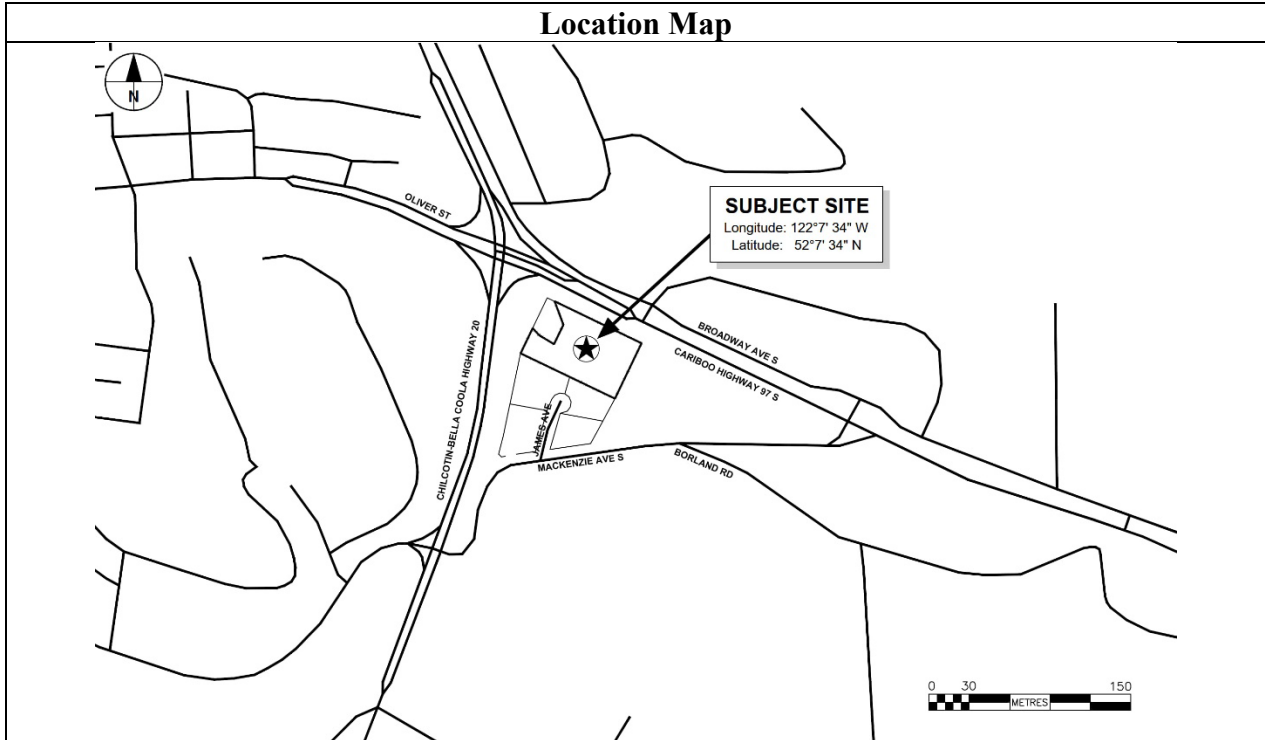 Location Map
N
OLIVER ST
SUBJECT SITE
Longitude: 122°7' 34" W
Latitude: 52°7' 34" N
BROADWAY AVE S
CARIBOO HIGHWAY 97 S
CHILCOTIN-BELLA COOLA HIGHWAY 20
JAMES AVE
MACKENZIE AVE S
BORLAND RD
0 30 150
METRES